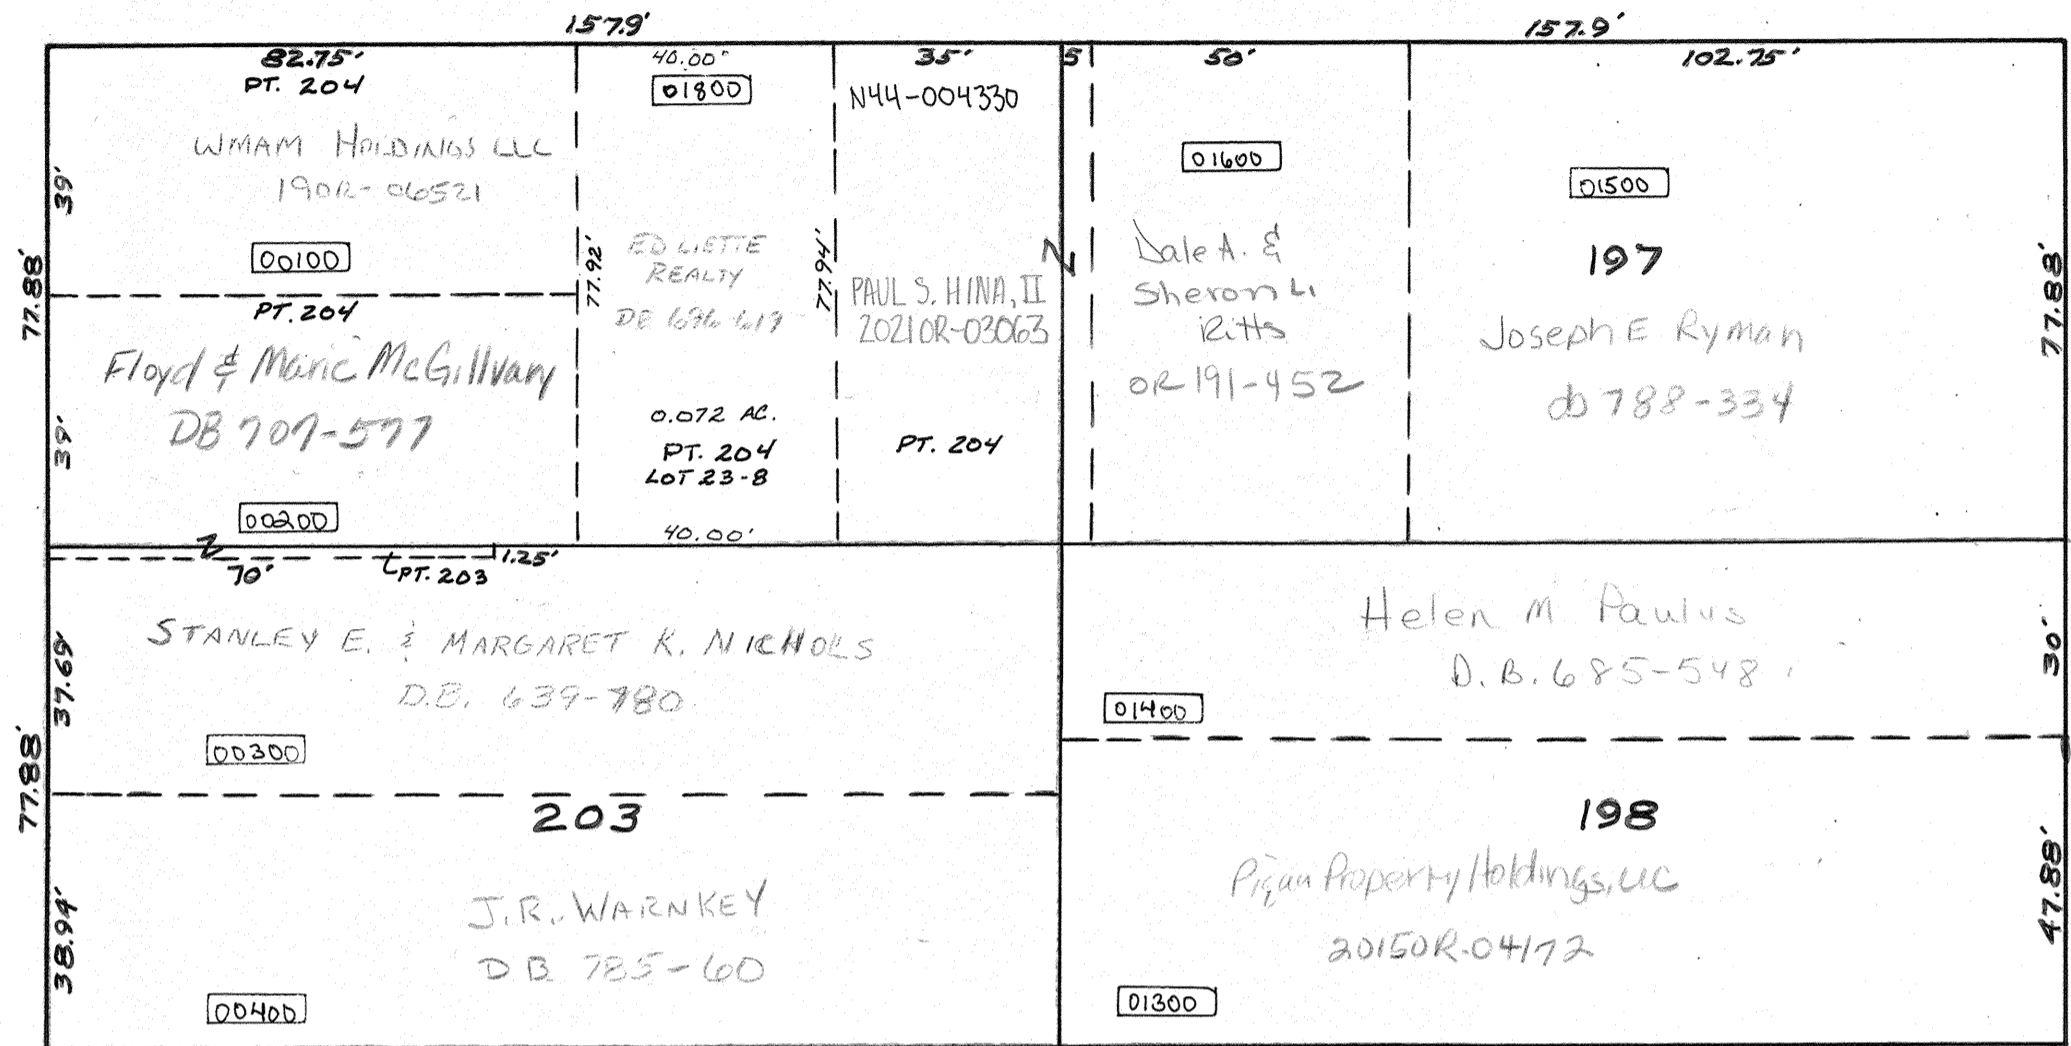 157.9'
157.9'
82.75'
40.00'
35'
5'
50'
102.75'
PT. 204
01800
N44-004330
WMAM HOLDINGS LLC
190R-06521
39'
00100
77.88'
PT. 204
Floyd & Marie McGillvary
DB 707-577
39'
00200
77.92'
ED LIETTE
REALTY
0.072 AC.
PT. 204
LOT 23-8
40.00'
77.94'
PAUL S. HINA, II
2021OR-03063
PT. 204
01600
Dale A. &
Sheron L.
Ritts
OR 191-452
01500
197
Joseph E Ryman
db 788-334
77.88'
70'
PT. 203
1.25'
STANLEY E. & MARGARET K. NICHOLS
D.B. 639-780
37.69'
00300
77.88'
203
J.R. WARNKEY
DB 785-60
38.94'
00400
Helen M Paulus
D.B. 685-548
30'
01400
198
Piqua Property Holdings, LLC
2015OR-04172
47.88'
01300